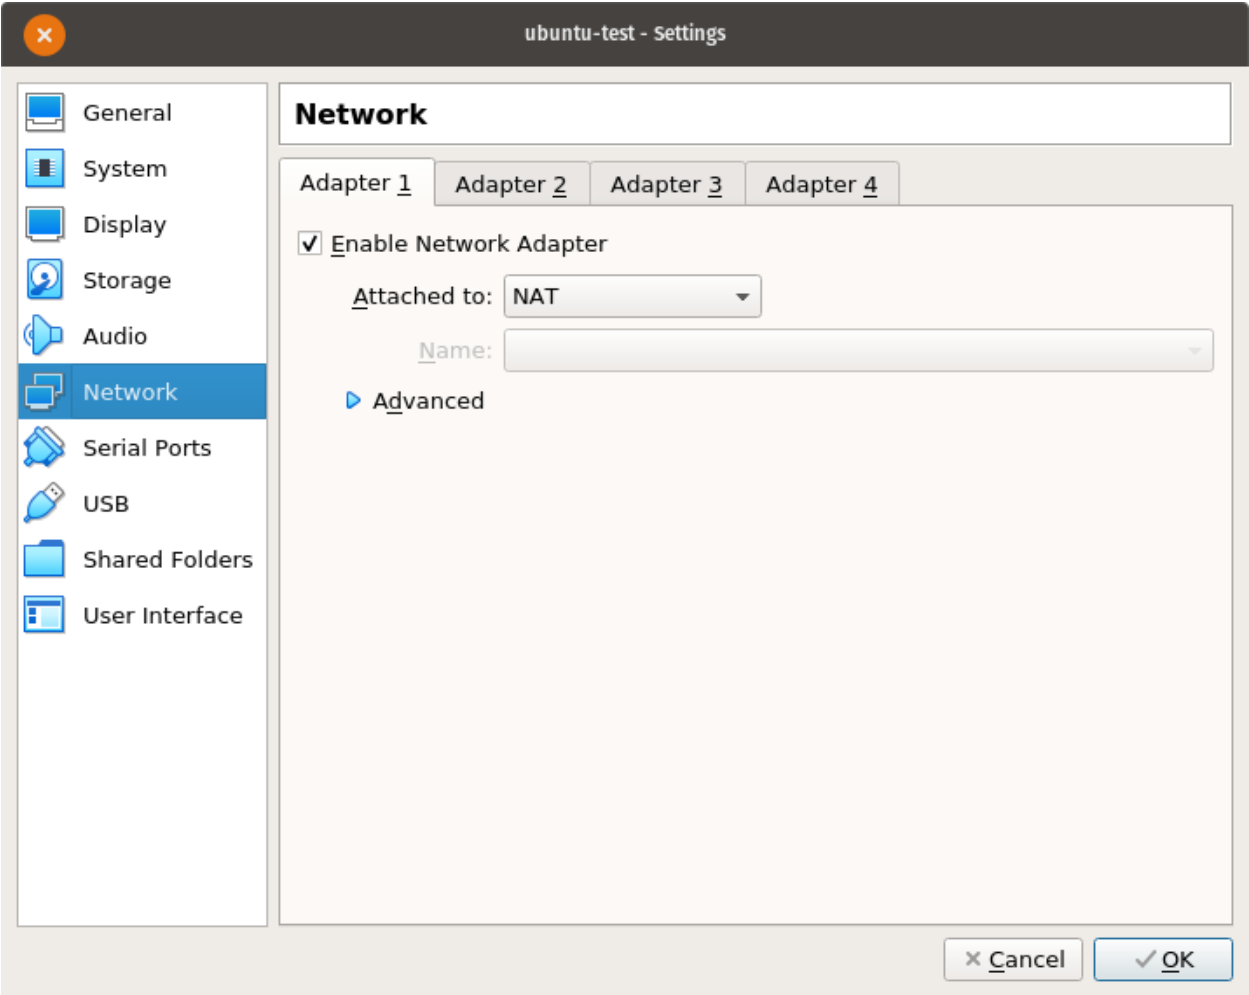 ubuntu-test - Settings
General
System
Display
Storage
Audio
Network
Serial Ports
USB
Shared Folders
User Interface
Network
Adapter 1 Adapter 2 Adapter 3 Adapter 4
Enable Network Adapter
Attached to: NAT
Name:
Advanced
Cancel OK